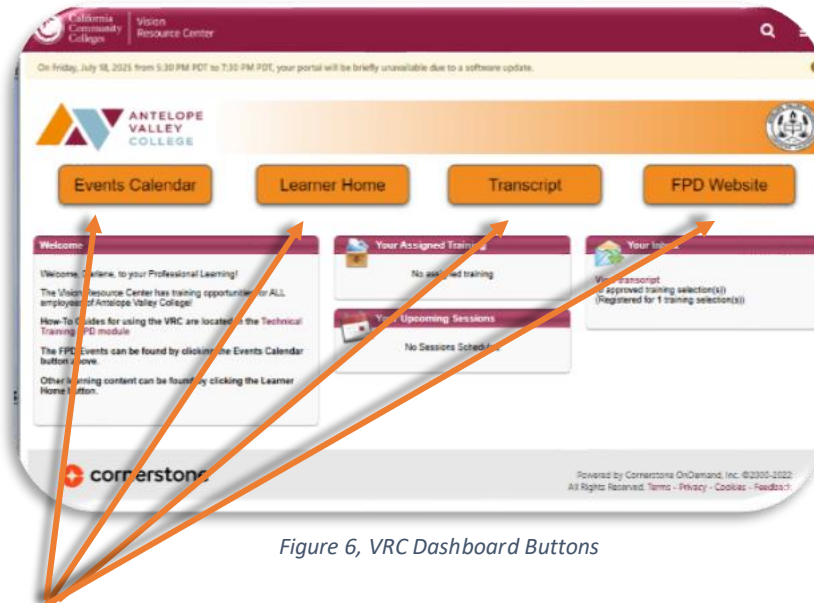 California
Community
Colleges
Vision
Resource Center
On Friday, July 18, 2025 from 5:30 PM PDT to 7:30 PM PDT, your portal will be briefly unavailable due to a software update.
ANTELOPE
VALLEY
COLLEGE
Events Calendar
Learner Home
Transcript
FPD Website
Welcome
Welcome, Darlene, to your Professional Learning!
The Vision Resource Center has training opportunities for ALL
employees of Antelope Valley College!
How-To Guides for using the VRC are located in the Technical
Training FPD module
The FPD Events can be found by clicking the Events Calendar
button above.
Other learning content can be found by clicking the Learner
Home button.
Your Assigned Training
No assigned training
Your Upcoming Sessions
No Sessions Scheduled
Your Inbox
View transcript
approved training selection(s))
(Registered for 1 training selection(s))
cornerstone
Powered by Cornerstone OnDemand, Inc. ©2000-2022
All Rights Reserved. Terms - Privacy - Cookies - Feedback
Figure 6, VRC Dashboard Buttons